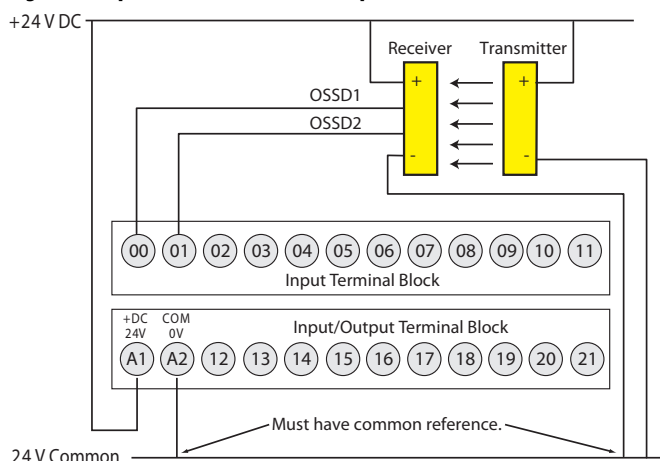 +24 V DC
Receiver Transmitter
+ +
OSSD1
OSSD2
- -
00 01 02 03 04 05 06 07 08 09 10 11
Input Terminal Block
+DC COM
24V 0V
Input/Output Terminal Block
A1 A2 12 13 14 15 16 17 18 19 20 21
Must have common reference.
24 V Common